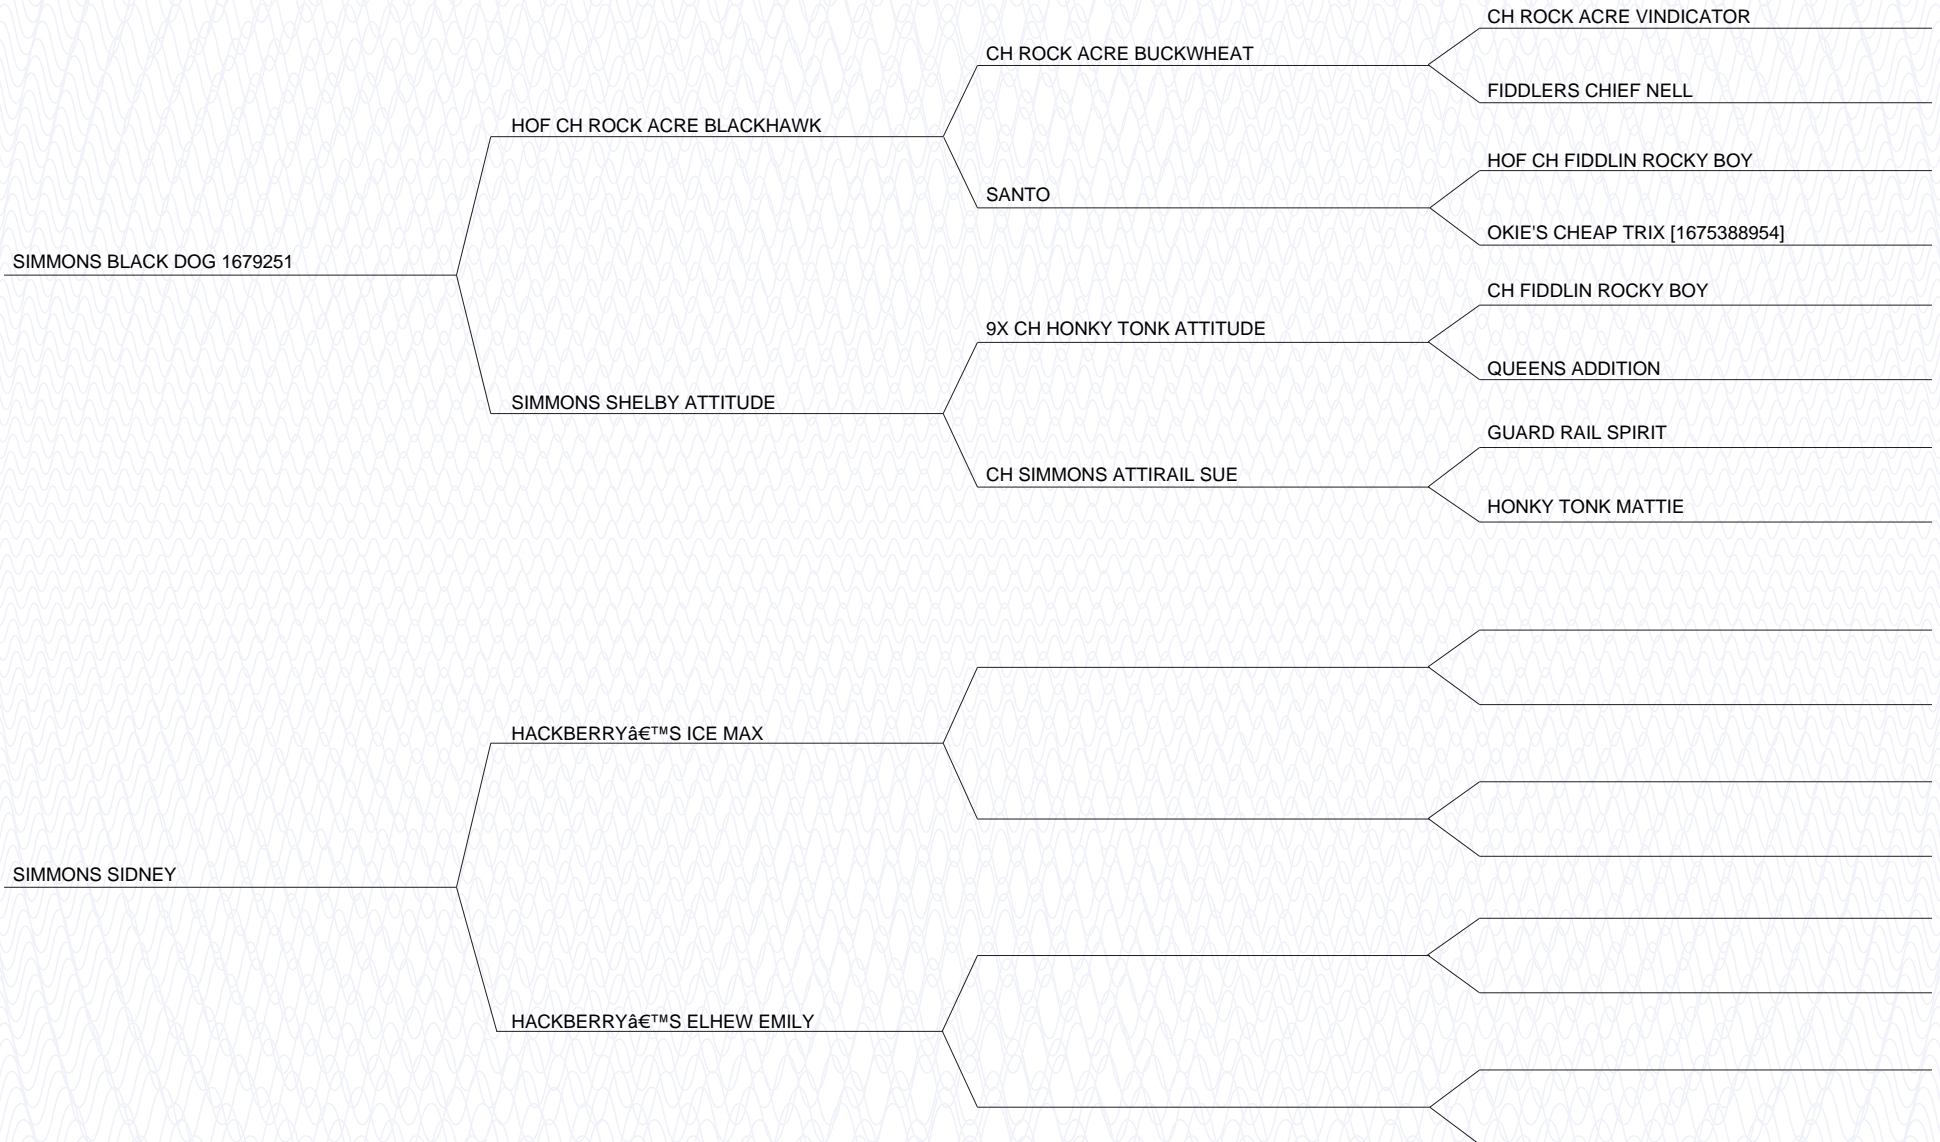 CH ROCK ACRE VINDICATOR
CH ROCK ACRE BUCKWHEAT
FIDDLERS CHIEF NELL
HOF CH ROCK ACRE BLACKHAWK
HOF CH FIDDLIN ROCKY BOY
SANTO
OKIE'S CHEAP TRIX [1675388954]
SIMMONS BLACK DOG 1679251
CH FIDDLIN ROCKY BOY
9X CH HONKY TONK ATTITUDE
QUEENS ADDITION
SIMMONS SHELBY ATTITUDE
GUARD RAIL SPIRIT
CH SIMMONS ATTIRAIL SUE
HONKY TONK MATTIE
HACKBERRYâ€™S ICE MAX
SIMMONS SIDNEY
HACKBERRYâ€™S ELHEW EMILY